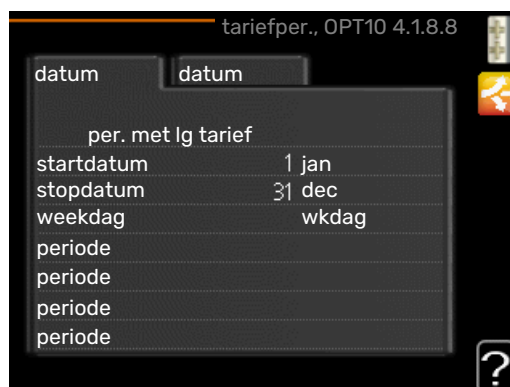 tariefper., OPT10 4.1.8.8
datum datum
per. met lg tarief
startdatum 1 jan
stopdatum 31 dec
weekdag wkdag
periode
periode
periode
periode
?